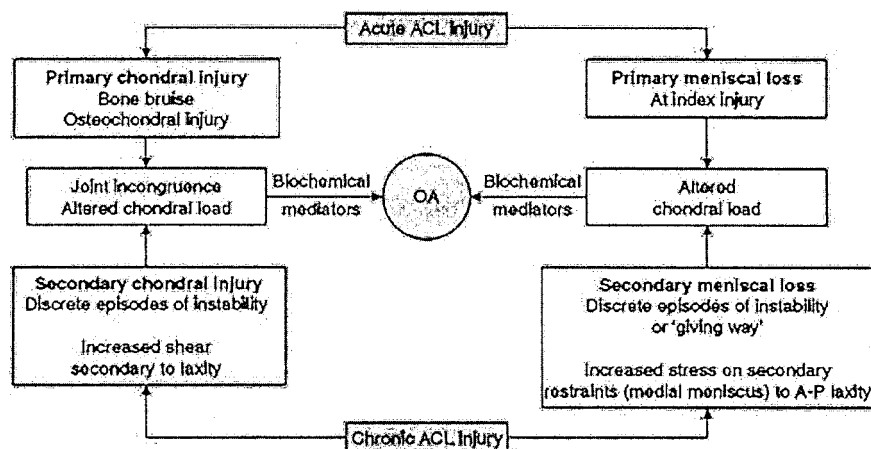 Acute ACL Injury
Primary chondral injury
Bone bruise
Osteochondral injury
Primary meniscal loss
At index injury
Joint incongruence
Altered chondral load
Biochemical
mediators
OA
Biochemical
mediators
Altered
chondral load
Secondary chondral injury
Discrete episodes of instability
Increased shear
secondary to laxity
Secondary meniscal loss
Discrete episodes of instability
or 'giving way'
Increased stress on secondary
restraints (medial meniscus) to A-P laxity
Chronic ACL Injury